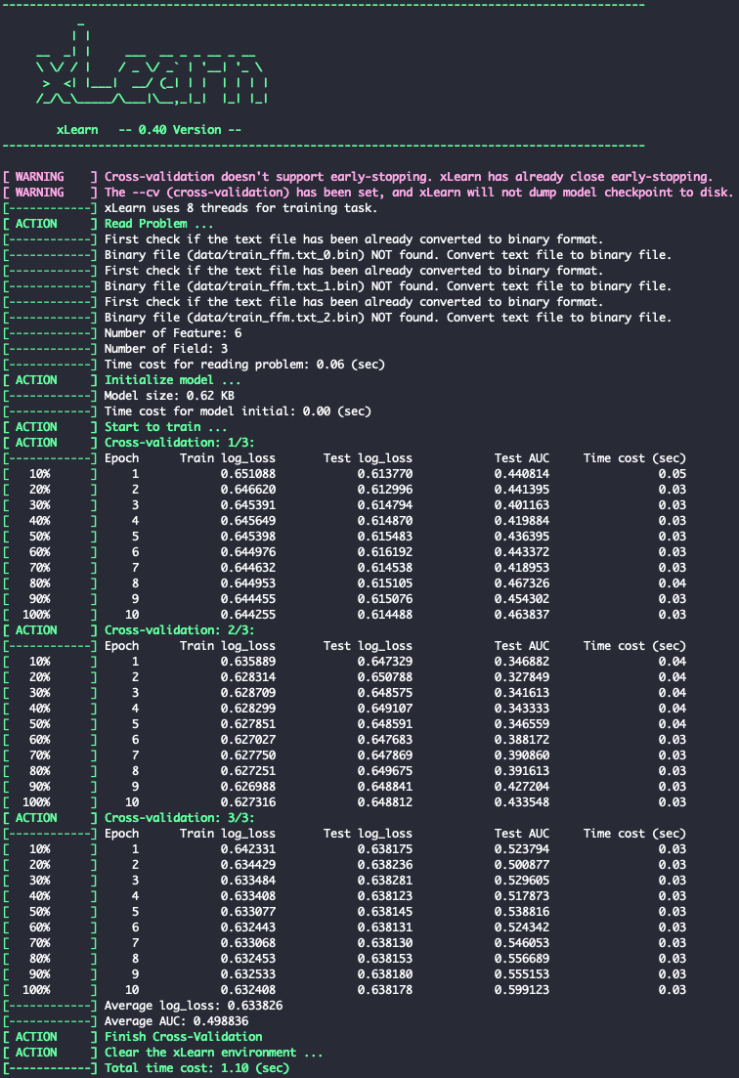 ----------------------------------------------------------------------------------------------
           _
          | |
     __  _| |     ___  __ _ _ __ _ __
     \ \/ / |    / _ \/ _` | '__| '_ \
      >  <| |___|  __/ (_| | |  | | | |
     /_/\_\_____/\___|\__,_|_|  |_| |_|
        xLearn   -- 0.40 Version --
----------------------------------------------------------------------------------------------
[ WARNING    ] Cross-validation doesn't support early-stopping. xLearn has already close early-stopping.
[ WARNING    ] The --cv (cross-validation) has been set, and xLearn will not dump model checkpoint to disk.
[------------] xLearn uses 8 threads for training task.
[ ACTION     ] Read Problem ...
[------------] First check if the text file has been already converted to binary format.
[------------] Binary file (data/train_ffm.txt_0.bin) NOT found. Convert text file to binary file.
[------------] First check if the text file has been already converted to binary format.
[------------] Binary file (data/train_ffm.txt_1.bin) NOT found. Convert text file to binary file.
[------------] First check if the text file has been already converted to binary format.
[------------] Binary file (data/train_ffm.txt_2.bin) NOT found. Convert text file to binary file.
[------------] Number of Feature: 6
[------------] Number of Field: 3
[------------] Time cost for reading problem: 0.06 (sec)
[ ACTION     ] Initialize model ...
[------------] Model size: 0.62 KB
[------------] Time cost for model initial: 0.00 (sec)
[ ACTION     ] Start to train ...
[ ACTION     ] Cross-validation: 1/3:
[------------] Epoch      Train log_loss       Test log_loss            Test AUC     Time cost (sec)
[   10%      ]     1            0.651088            0.613770            0.440814                0.05
[   20%      ]     2            0.646620            0.612996            0.441395                0.03
[   30%      ]     3            0.645391            0.614794            0.401163                0.03
[   40%      ]     4            0.645649            0.614870            0.419884                0.03
[   50%      ]     5            0.645398            0.615483            0.436395                0.03
[   60%      ]     6            0.644976            0.616192            0.443372                0.03
[   70%      ]     7            0.644632            0.614538            0.418953                0.03
[   80%      ]     8            0.644953            0.615105            0.467326                0.04
[   90%      ]     9            0.644455            0.615076            0.454302                0.03
[  100%      ]    10            0.644255            0.614488            0.463837                0.03
[ ACTION     ] Cross-validation: 2/3:
[------------] Epoch      Train log_loss       Test log_loss            Test AUC     Time cost (sec)
[   10%      ]     1            0.635889            0.647329            0.346882                0.04
[   20%      ]     2            0.628314            0.650788            0.327849                0.04
[   30%      ]     3            0.628709            0.648575            0.341613                0.04
[   40%      ]     4            0.628299            0.649107            0.343333                0.04
[   50%      ]     5            0.627851            0.648591            0.346559                0.04
[   60%      ]     6            0.627027            0.647683            0.388172                0.03
[   70%      ]     7            0.627750            0.647869            0.390860                0.03
[   80%      ]     8            0.627251            0.649675            0.391613                0.03
[   90%      ]     9            0.626988            0.648841            0.427204                0.03
[  100%      ]    10            0.627316            0.648812            0.433548                0.03
[ ACTION     ] Cross-validation: 3/3:
[------------] Epoch      Train log_loss       Test log_loss            Test AUC     Time cost (sec)
[   10%      ]     1            0.642331            0.638175            0.523794                0.03
[   20%      ]     2            0.634429            0.638236            0.500877                0.03
[   30%      ]     3            0.633484            0.638281            0.529605                0.03
[   40%      ]     4            0.633408            0.638123            0.517873                0.03
[   50%      ]     5            0.633077            0.638145            0.538816                0.03
[   60%      ]     6            0.632443            0.638131            0.524342                0.03
[   70%      ]     7            0.633068            0.638130            0.546053                0.03
[   80%      ]     8            0.632453            0.638153            0.556689                0.03
[   90%      ]     9            0.632533            0.638180            0.555153                0.03
[  100%      ]    10            0.632408            0.638178            0.599123                0.03
[------------] Average log_loss: 0.633826
[------------] Average AUC: 0.498836
[ ACTION     ] Finish Cross-Validation
[ ACTION     ] Clear the xLearn environment ...
[------------] Total time cost: 1.10 (sec)